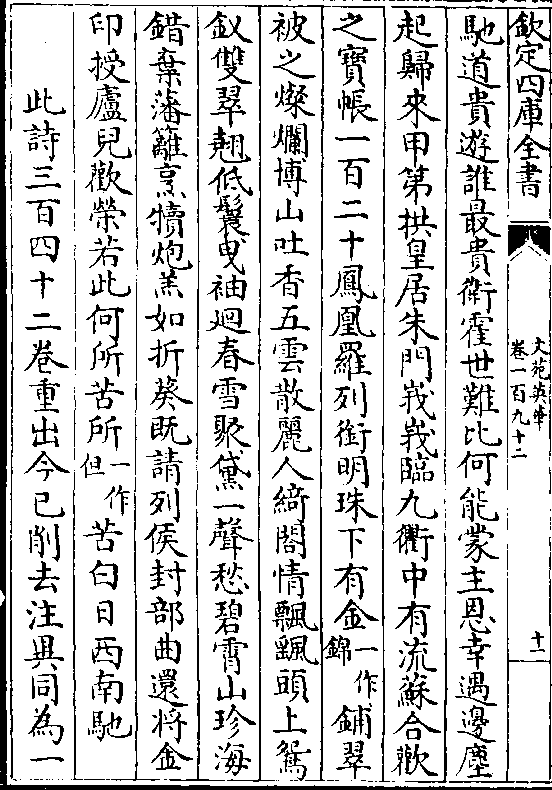 欽定四庫全書
文苑英華
卷一百九十二
十一
馳道貴遊誰最貴衛霍世難比何能蒙主恩幸遇邊塵
起歸來甲第拱皇居朱門峩峩臨九衢中有流蘇合歡
之寶帳一百二十鳳凰羅列銜明珠下有金一作錦鋪翠
被之燦爛博山吐香五雲散麗人綺閣情飄飄頭上鴛
釵雙翠翹低鬟曵袖廻春雪聚黛一聲愁碧霄山珍海
錯棄藩籬烹犢炰羔如折葵既請列侯封部曲還將金
印授廬兒歡榮若此何所苦所一作但苦白日西南馳
此詩三百四十二卷重出今已削去注異同為一